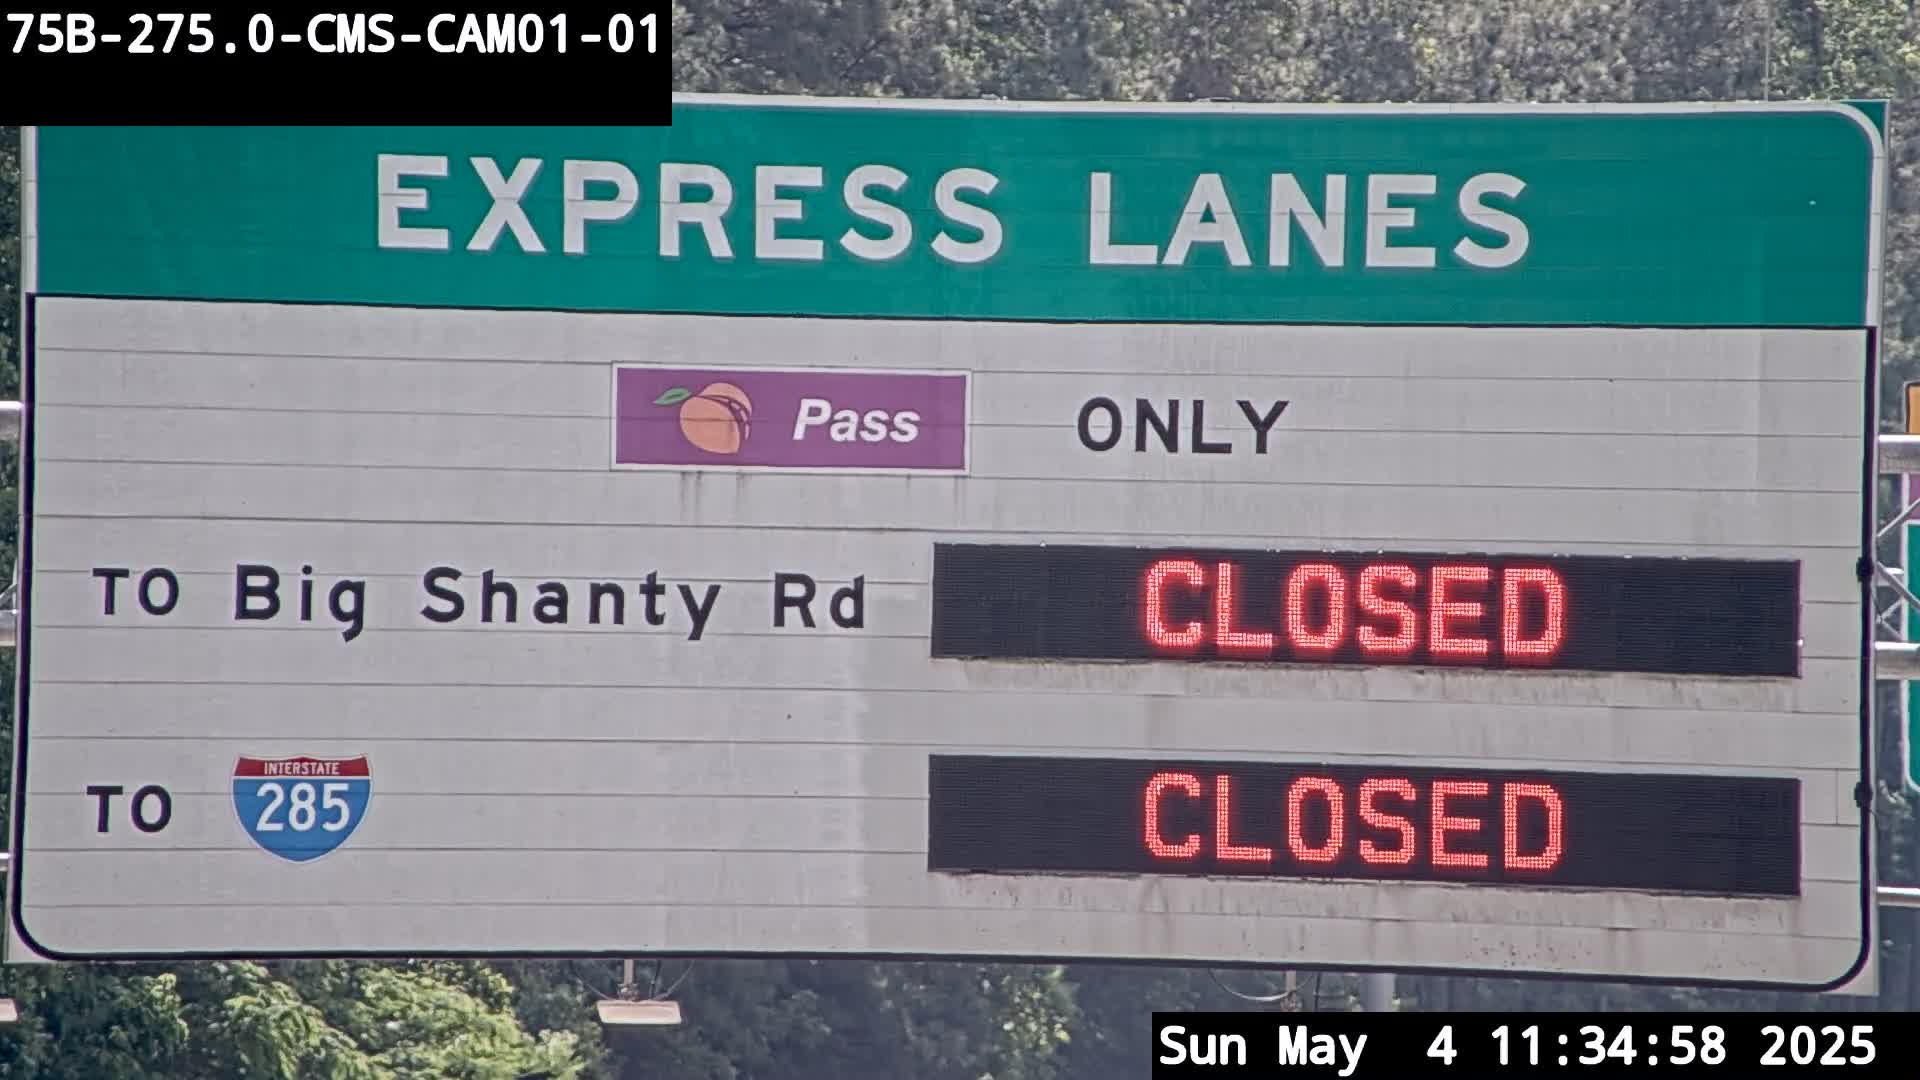 75B-275.0-CMS-CAM01-01
EXPRESS LANES
Pass ONLY
TO Big Shanty Rd CLOSED
INTERSTATE
TO 285 CLOSED
Sun May 4 11:34:58 2025